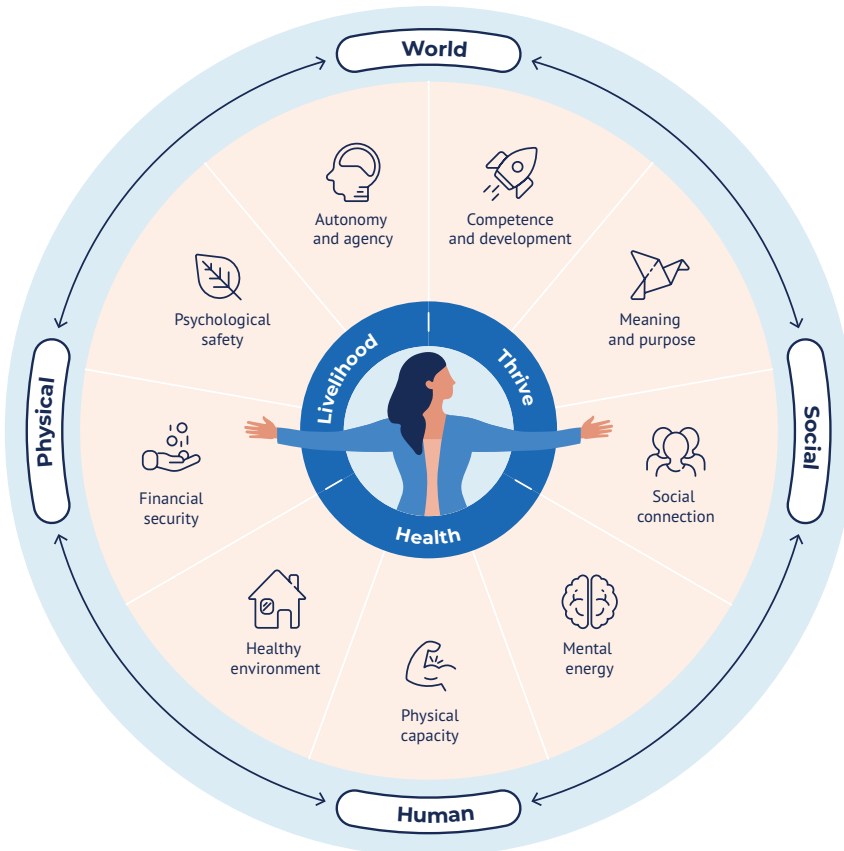 World
Autonomy
and agency
Competence
and development
Psychological
safety
Meaning
and purpose
Livelihood
Thrive
Physical
Social
Financial
security
Social
connection
Health
Healthy
environment
Mental
energy
Physical
capacity
Human